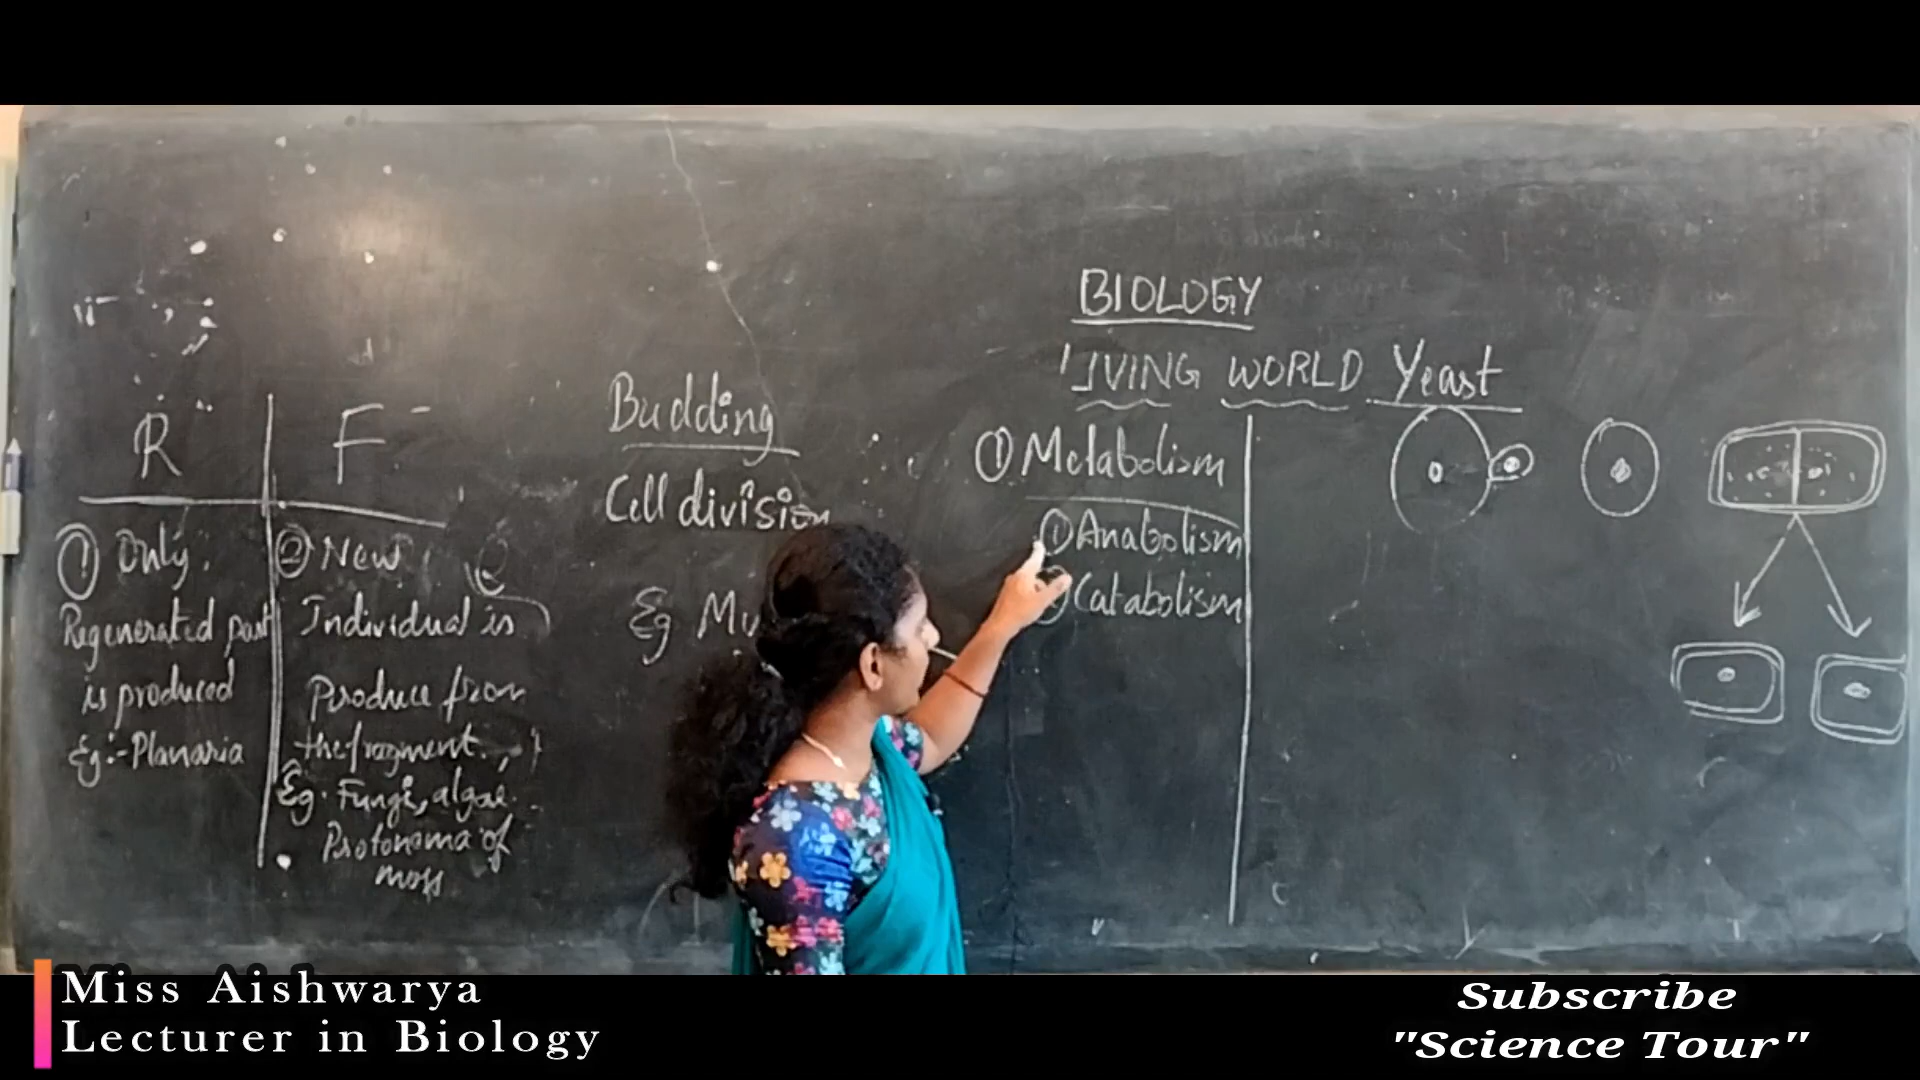 BIOLOGY
LIVING WORLD Yeast
R F
① Only
Regenerated part
is produced
Eg:- Planaria
② New
Individual is
Produce from
the fragment.
Eg. Fungi, algae.
Protonema of
moss
Budding
Cell division
Eg
① Metabolism
① Anabolism
Catabolism
Miss Aishwarya
Lecturer in Biology
Subscribe
"Science Tour"